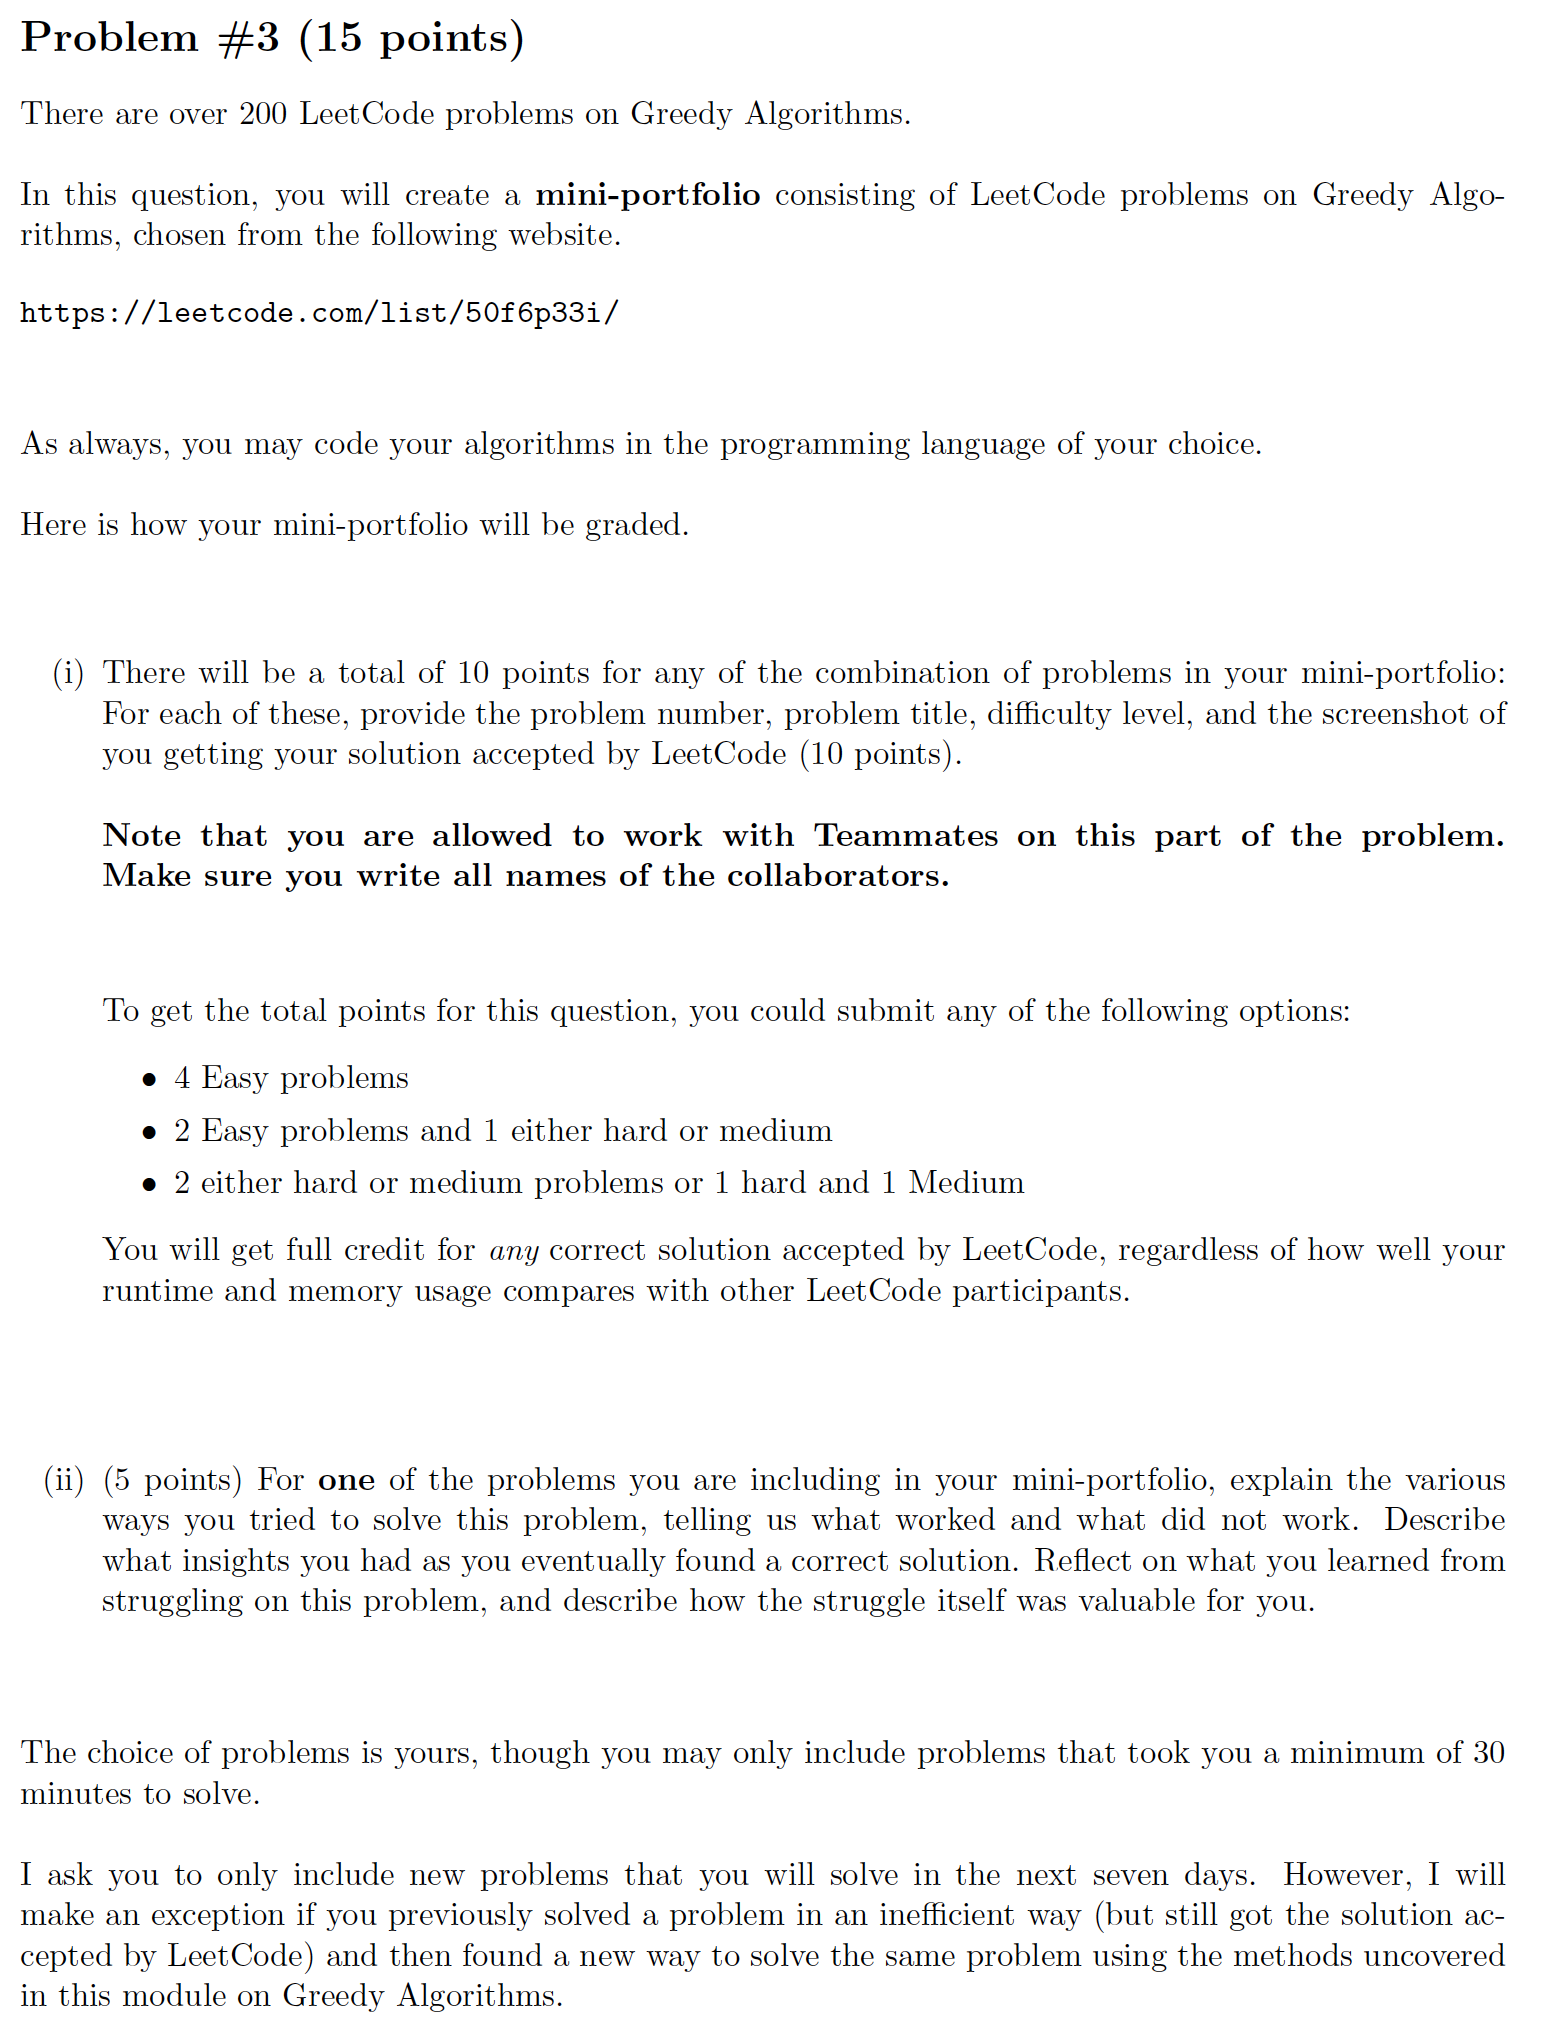 Problem #3 (15 points)
There are over 200 LeetCode problems on Greedy Algorithms.
In this question, you will create a mini-portfolio consisting of LeetCode problems on Greedy Algo-
rithms, chosen from the following website.
https://leetcode.com/list/50f6p33i/
As always, you may code your algorithms in the programming language of your choice.
Here is how your mini-portfolio will be graded.
(i) There will be a total of 10 points for any of the combination of problems in your mini-portfolio:
For each of these, provide the problem number, problem title, difficulty level, and the screenshot of
you getting your solution accepted by LeetCode (10 points).
Note that you are allowed to work with Teammates on this part of the problem.
Make sure you write all names of the collaborators.
To get the total points for this question, you could submit any of the following options:
• 4 Easy problems
• 2 Easy problems and 1 either hard or medium
• 2 either hard or medium problems or 1 hard and 1 Medium
You will get full credit for any correct solution accepted by LeetCode, regardless of how well your
runtime and memory usage compares with other LeetCode participants.
(ii) (5 points) For one of the problems you are including in your mini-portfolio, explain the various
ways you tried to solve this problem, telling us what worked and what did not work. Describe
what insights you had as you eventually found a correct solution. Reflect on what you learned from
struggling on this problem, and describe how the struggle itself was valuable for you.
The choice of problems is yours, though you may only include problems that took you a minimum of 30
minutes to solve.
I ask you to only include new problems that you will solve in the next seven days. However, I will
make an exception if you previously solved a problem in an inefficient way (but still got the solution ac-
cepted by LeetCode) and then found a new way to solve the same problem using the methods uncovered
in this module on Greedy Algorithms.